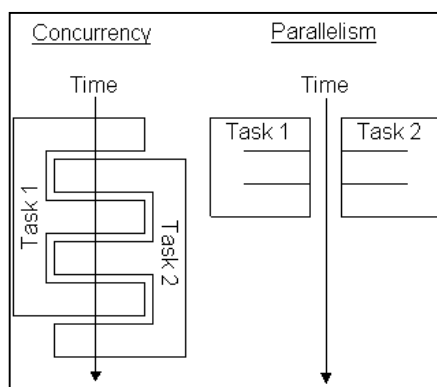 Concurrency
Time
Task 1
Task 2
Parallelism
Time
Task 1
Task 2